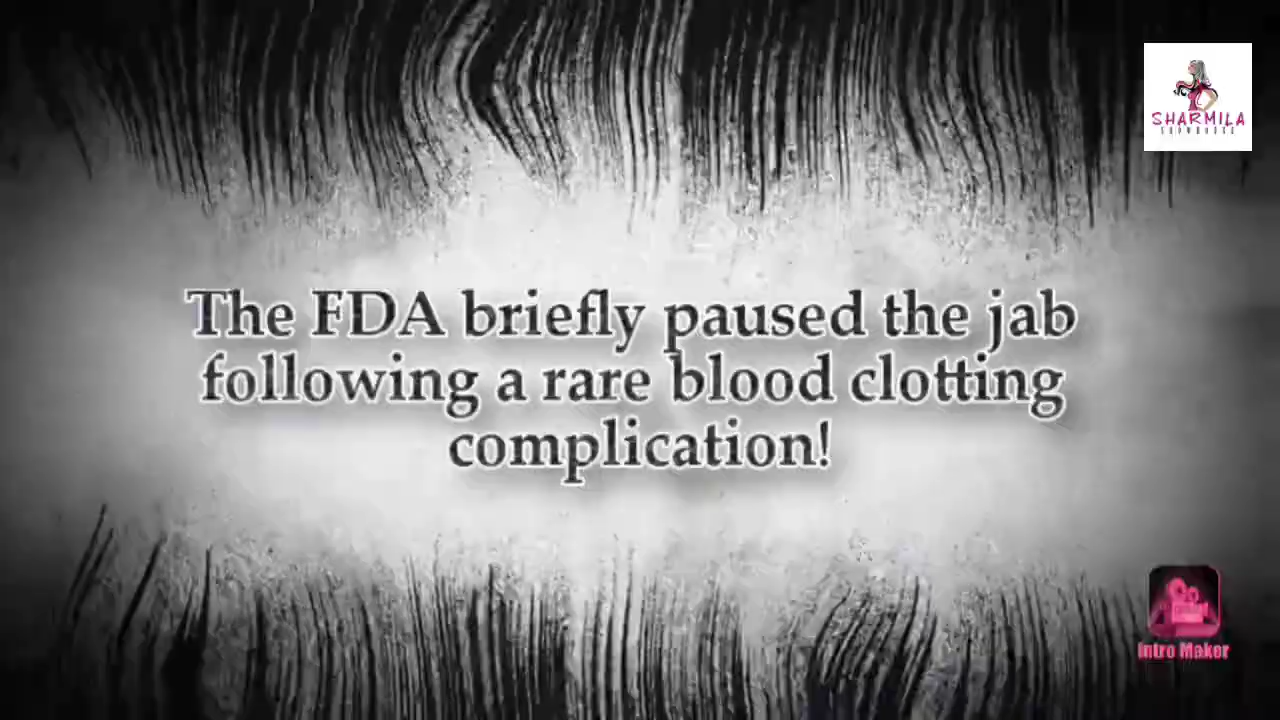 SHARMILA
The FDA briefly paused the jab
following a rare blood clotting
complication!
Intro Maker